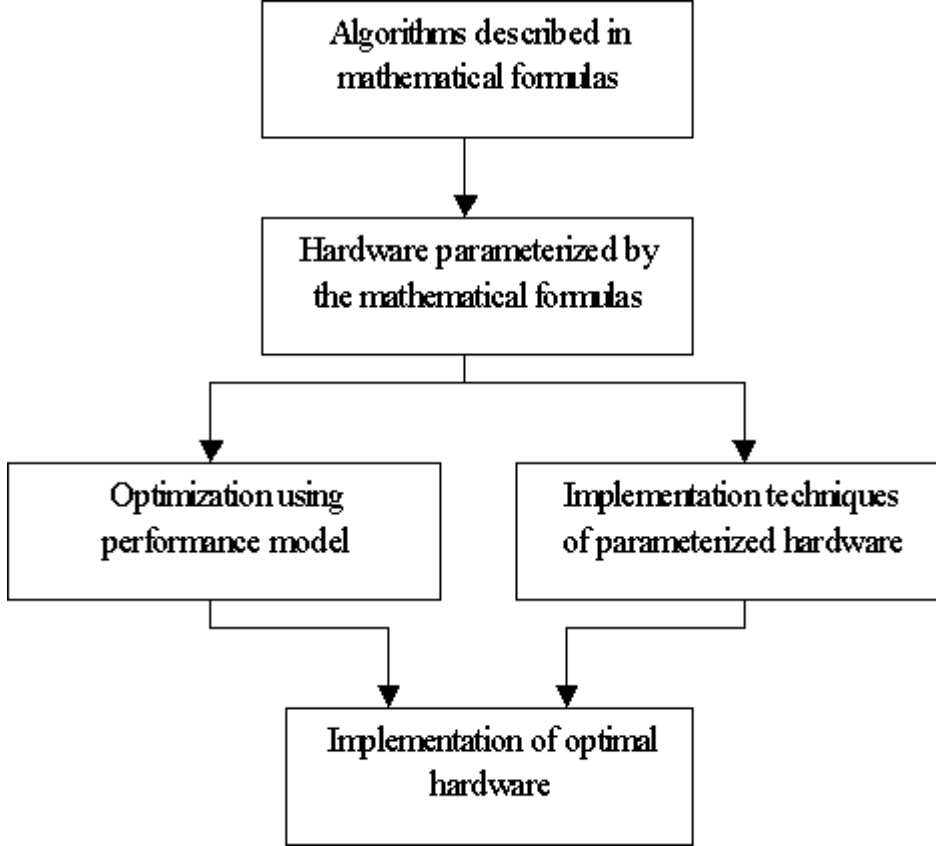 Algorithms described in
mathematical formulas
Hardware parameterized by
the mathematical formulas
Optimization using
performance model
Implementation techniques
of parameterized hardware
Implementation of optimal
hardware